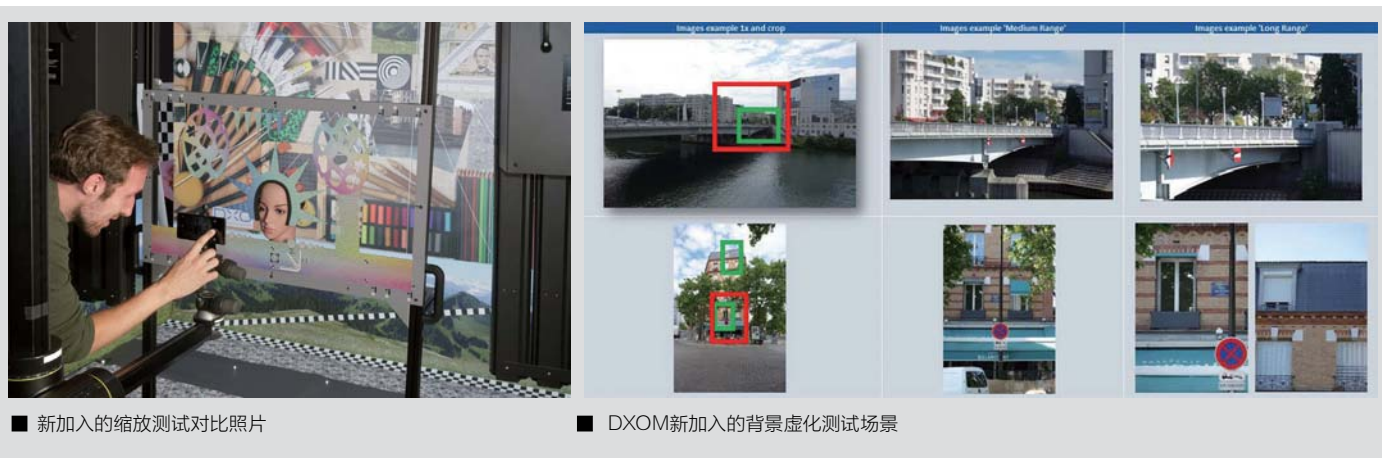 Images example 1x and crop
Images example 'Medium Range'
Images example 'Long Range'
DXO
■ 新加入的缩放测试对比照片
■ DXOM新加入的背景虚化测试场景